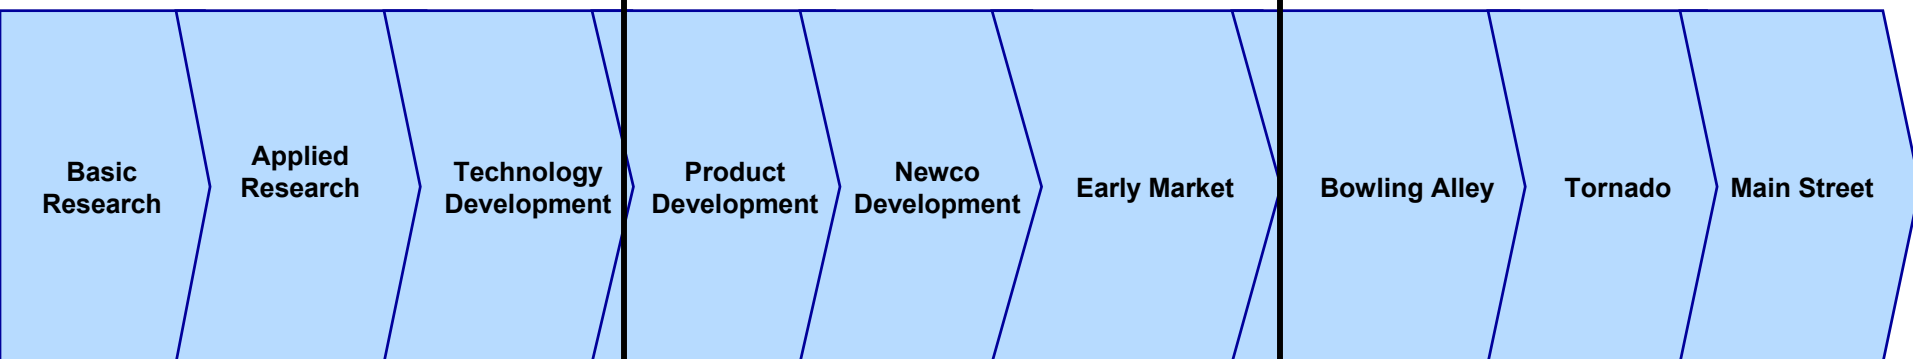 Basic
Research
Applied
Research
Technology
Development
Product
Development
Newco
Development
Early Market
Bowling Alley
Tornado
Main Street